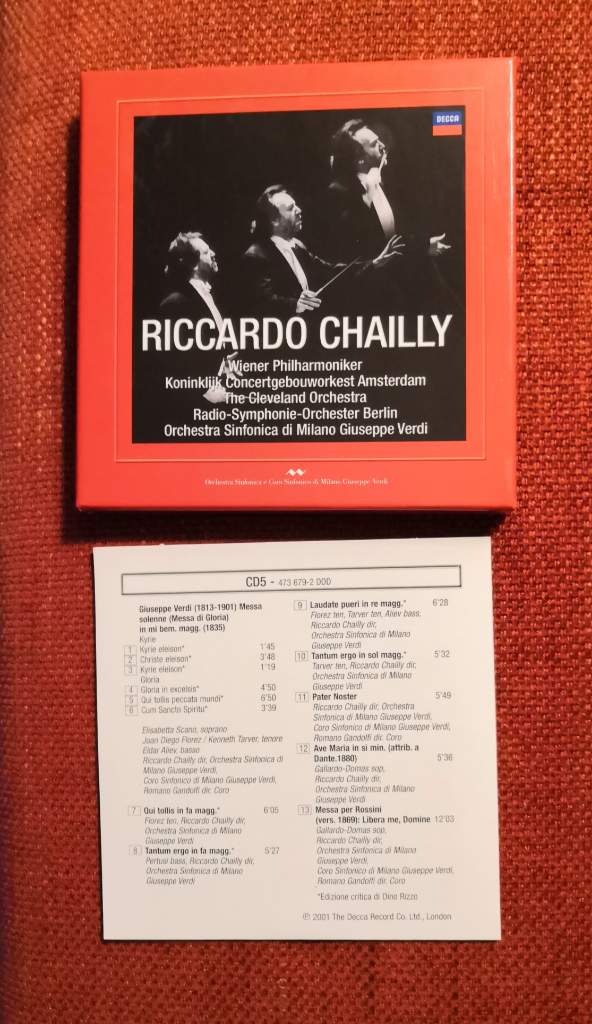 DECCA
RICCARDO CHAILLY
Wiener Philharmoniker
Koninklijk Concertgebouworkest Amsterdam
The Cleveland Orchestra
Radio-Symphonie-Orchester Berlin
Orchestra Sinfonica di Milano Giuseppe Verdi
Orchestra Sinfonica e Coro Sinfonico di Milano Giuseppe Verdi
CD5 - 473 679-2 DDD
Giuseppe Verdi (1813-1901) Messa
solenne (Messa di Gloria)
in mi bem. magg. (1835)
Kyrie
1 Kyrie eleison* 1'45
2 Christe eleison* 3'48
3 Kyrie eleison* 1'19
Gloria
4 Gloria in excelsis* 4'50
5 Qui tollis peccata mundi* 6'50
6 Cum Sancto Spiritu* 3'39
Elisabetta Scano, soprano
Juan Diego Florez / Kenneth Tarver, tenore
Eldar Aliev, basso
Riccardo Chailly dir, Orchestra Sinfonica di
Milano Giuseppe Verdi,
Coro Sinfonico di Milano Giuseppe Verdi,
Romano Gandolfi dir. Coro
7 Qui tollis in fa magg.* 6'05
Florez ten, Riccardo Chailly dir,
Orchestra Sinfonica di Milano
Giuseppe Verdi
8 Tantum ergo in fa magg.* 5'27
Pertusi bass, Riccardo Chailly dir,
Orchestra Sinfonica di Milano
Giuseppe Verdi
9 Laudate pueri in re magg.* 6'28
Florez ten, Tarver ten, Aliev bass,
Riccardo Chailly dir,
Orchestra Sinfonica di Milano
Giuseppe Verdi
10 Tantum ergo in sol magg.* 5'32
Tarver ten, Riccardo Chailly dir,
Orchestra Sinfonica di Milano
Giuseppe Verdi
11 Pater Noster 5'49
Riccardo Chailly dir, Orchestra
Sinfonica di Milano Giuseppe Verdi,
Coro Sinfonico di Milano Giuseppe Verdi,
Romano Gandolfi dir. Coro
12 Ave Maria in si min. (attrib. a
Dante.1880) 5'36
Gallardo-Domas sop,
Riccardo Chailly dir,
Orchestra Sinfonica di Milano
Giuseppe Verdi
13 Messa per Rossini
(vers. 1869): Libera me, Domine 12'03
Gallardo-Domas sop,
Riccardo Chailly dir,
Orchestra Sinfonica di Milano
Giuseppe Verdi,
Coro Sinfonico di Milano Giuseppe Verdi,
Romano Gandolfi dir. Coro
*Edizione critica di Dino Rizzo
℗ 2001 The Decca Record Co. Ltd., London